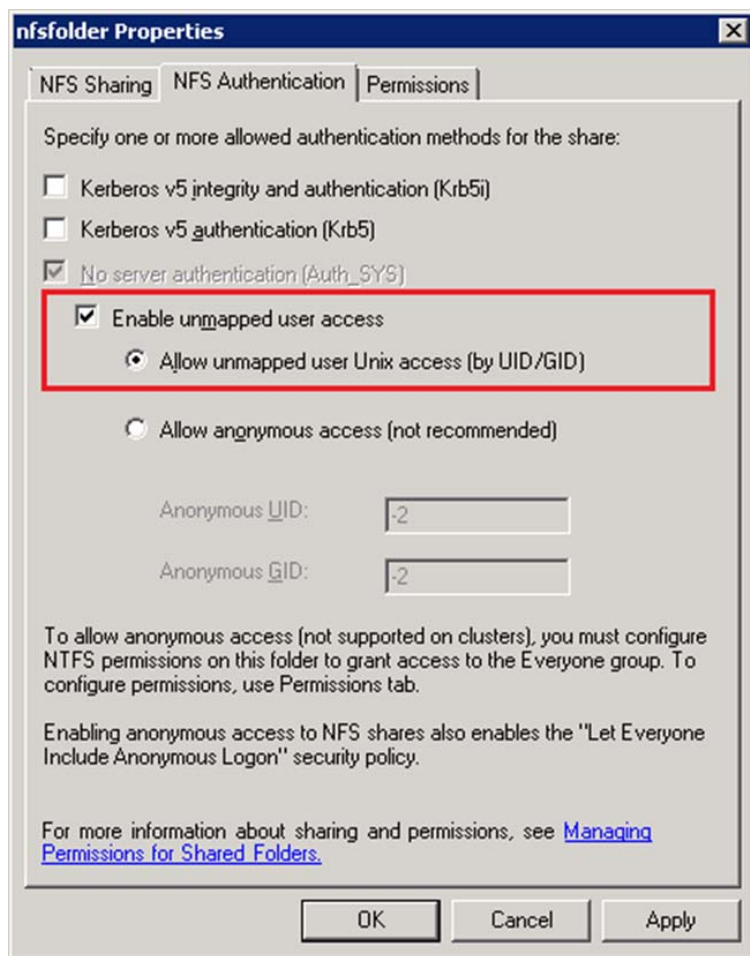 nfsfolder Properties
NFS Sharing
NFS Authentication
Permissions
Specify one or more allowed authentication methods for the share:
Kerberos v5 integrity and authentication (Krb5i)
Kerberos v5 authentication (Krb5)
No server authentication (Auth_SYS)
Enable unmapped user access
Allow unmapped user Unix access (by UID/GID)
Allow anonymous access (not recommended)
Anonymous UID: -2
Anonymous GID: -2
To allow anonymous access (not supported on clusters), you must configure
NTFS permissions on this folder to grant access to the Everyone group. To
configure permissions, use Permissions tab.
Enabling anonymous access to NFS shares also enables the "Let Everyone
Include Anonymous Logon" security policy.
For more information about sharing and permissions, see Managing
Permissions for Shared Folders.
OK
Cancel
Apply